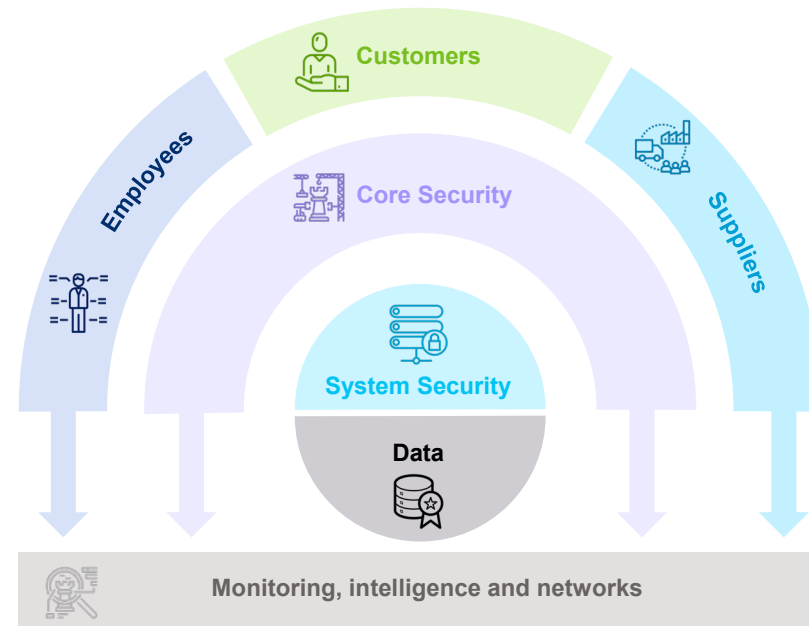 Customers
Employees
Core Security
Suppliers
System Security
Data
Monitoring, intelligence and networks